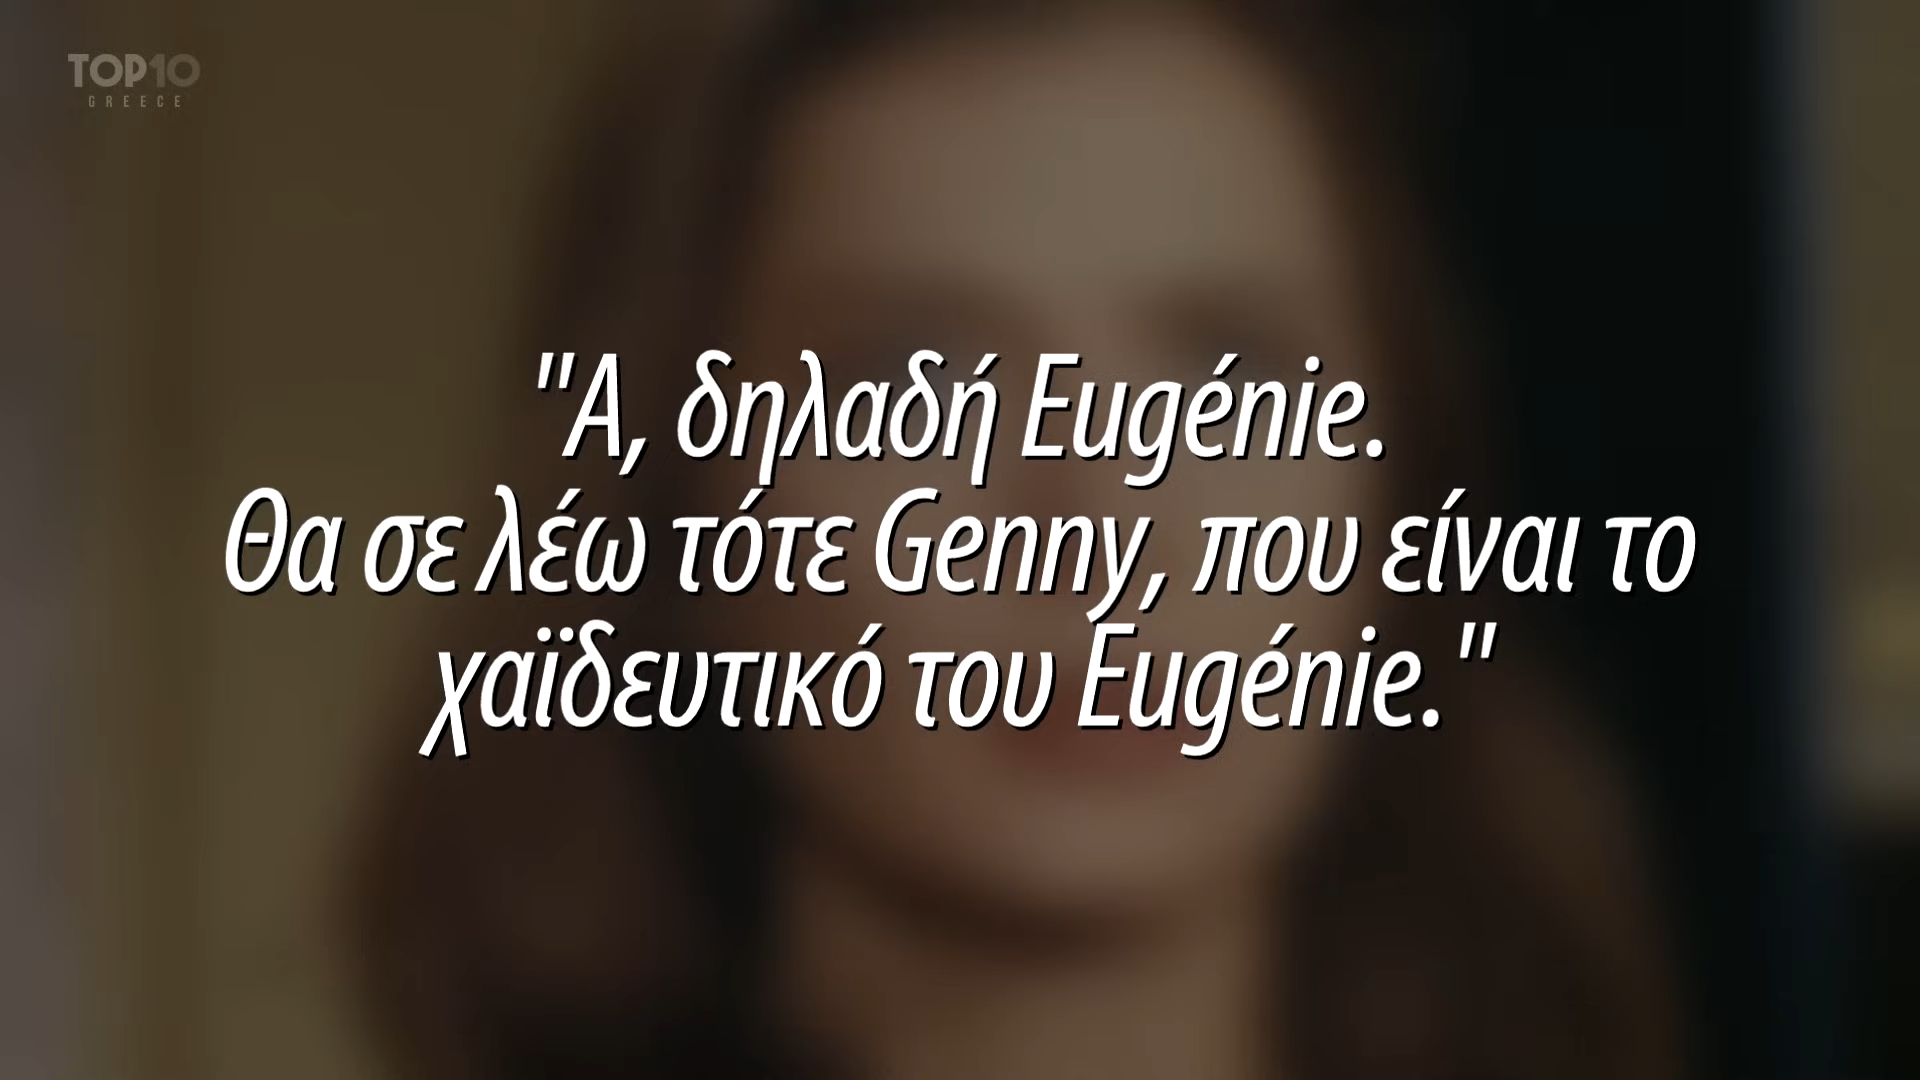 TOP10
GREECE
"Α, δηλαδή Eugénie.
Θα σε λέω τότε Genny, που είναι το
χαϊδευτικό του Eugénie."